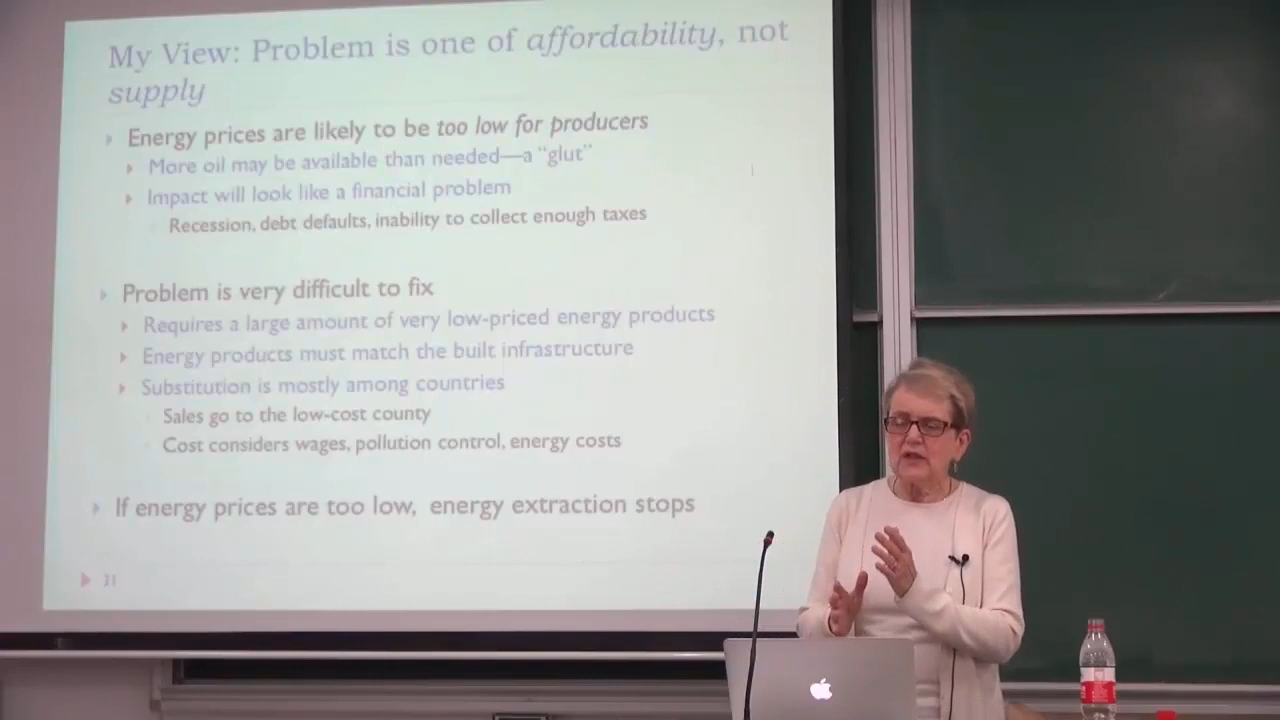 My View: Problem is one of affordability, not
supply
Energy prices are likely to be too low for producers
More oil may be available than needed—a “glut”
Impact will look like a financial problem
Recession, debt defaults, inability to collect enough taxes
Problem is very difficult to fix
Requires a large amount of very low-priced energy products
Energy products must match the built infrastructure
Substitution is mostly among countries
Sales go to the low-cost county
Cost considers wages, pollution control, energy costs
If energy prices are too low, energy extraction stops